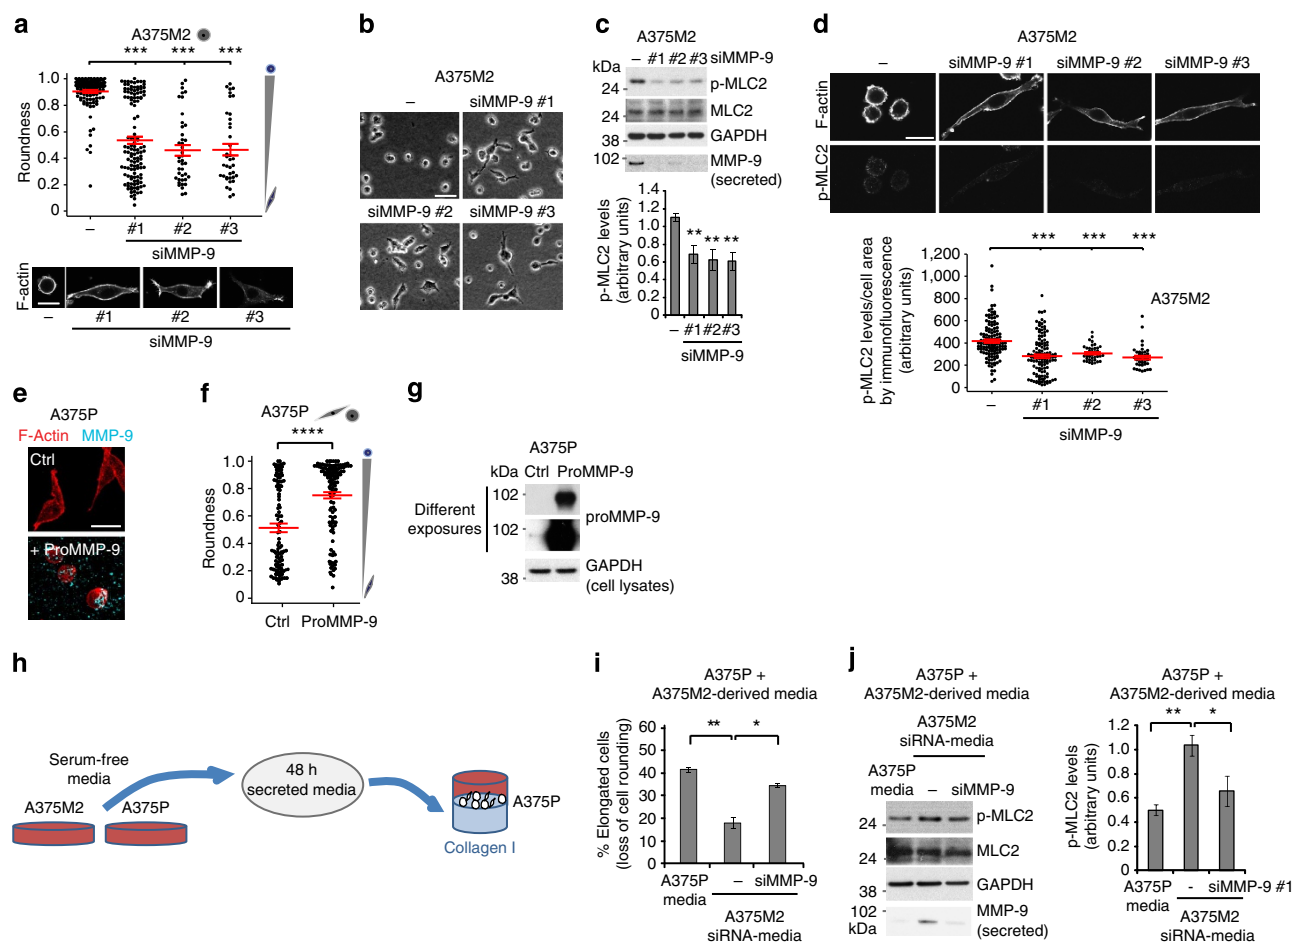 a
A375M2
*** *** ***
Roundness
1.0
0.8
0.6
0.4
0.2
0
– #1 #2 #3
siMMP-9
F-actin
– #1 #2 #3
siMMP-9
b
A375M2
– siMMP-9 #1
siMMP-9 #2 siMMP-9 #3
c
A375M2
kDa – #1 #2 #3 siMMP-9
24 p-MLC2
24 MLC2
38 GAPDH
102 MMP-9
(secreted)
p-MLC2 levels
(arbitrary units)
1.4
1.2
1.0
0.8
0.6
0.4
0.2
0
** ** **
– #1 #2 #3
siMMP-9
d
A375M2
– siMMP-9 #1 siMMP-9 #2 siMMP-9 #3
F-actin
p-MLC2
*** *** ***
A375M2
p-MLC2 levels/cell area
by immunofluorescence
(arbitrary units)
1,200
1,000
800
600
400
200
0
– #1 #2 #3
siMMP-9
e
A375P
F-Actin MMP-9
Ctrl
+ ProMMP-9
f
A375P
****
Roundness
1.0
0.8
0.6
0.4
0.2
0
Ctrl ProMMP-9
g
A375P
kDa Ctrl ProMMP-9
Different
exposures
102
102
proMMP-9
38
GAPDH
(cell lysates)
h
Serum-free
media
A375M2 A375P
48 h
secreted media
A375P
Collagen I
i
A375P +
A375M2-derived media
** *
% Elongated cells
(loss of cell rounding)
60
50
40
30
20
10
0
A375P
media
– siMMP-9
A375M2
siRNA-media
j
A375P +
A375M2-derived media
A375M2
siRNA-media
A375P
media – siMMP-9
24 p-MLC2
24 MLC2
38 GAPDH
102
kDa
MMP-9
(secreted)
A375P +
A375M2-derived media
** *
p-MLC2 levels
(arbitrary units)
1.2
1.0
0.8
0.6
0.4
0.2
0
A375P
media
- siMMP-9 #1
A375M2
siRNA-media